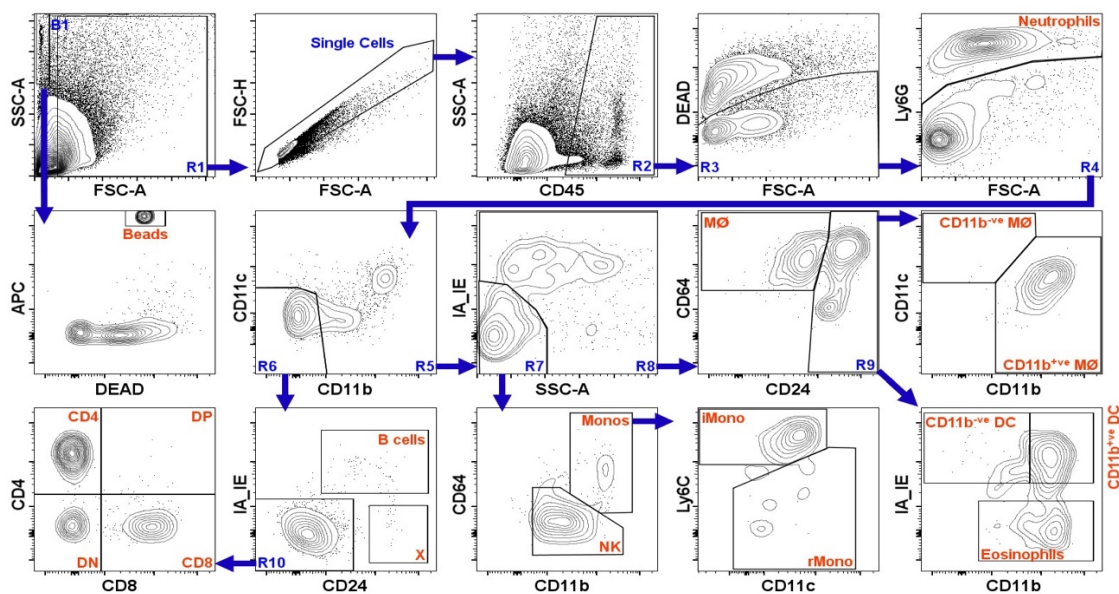 B1
SSC-A
R1
FSC-A
Single Cells
FSC-H
FSC-A
SSC-A
R2
CD45
DEAD
R3
FSC-A
Neutrophils
Ly6G
R4
FSC-A
Beads
APC
DEAD
CD11c
R6
R5
CD11b
IA_IE
R7
R8
SSC-A
MØ
CD64
R9
CD24
CD11b-ve MØ
CD11c
CD11b+ve MØ
CD11b
CD4
DP
CD4
DN
CD8
CD8
B cells
IA_IE
R10
X
CD24
Monos
CD64
NK
CD11b
iMono
Ly6C
rMono
CD11c
CD11b-ve DC
CD11b+ve DC
IA_IE
Eosinophils
CD11b